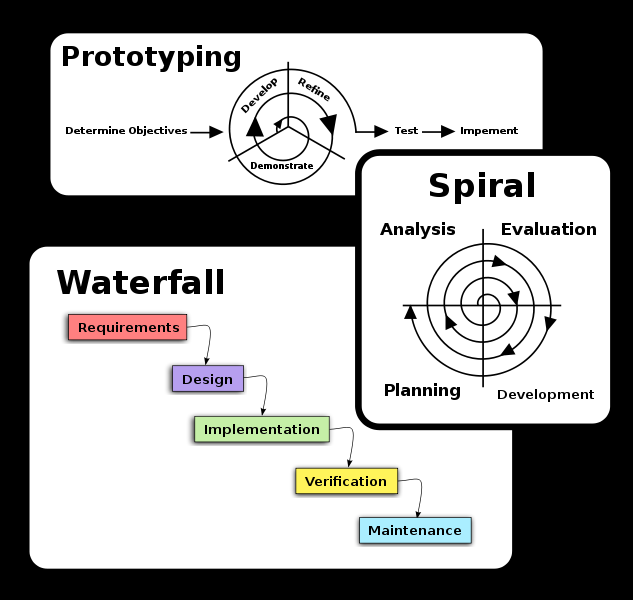 Prototyping
Develop
Refine
Determine Objectives
Test
Impement
Demonstrate
Spiral
Analysis
Evaluation
Planning
Development
Waterfall
Requirements
Design
Implementation
Verification
Maintenance